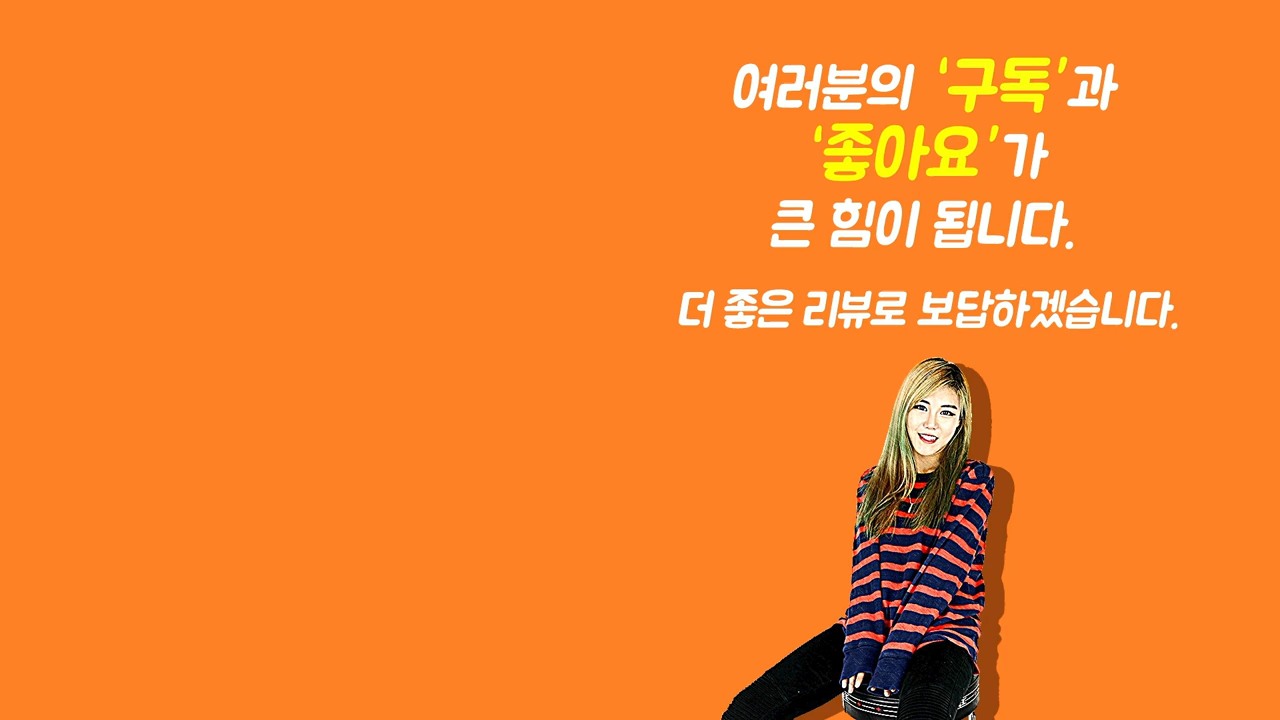 여러분의 ‘구독’과
‘좋아요’가
큰 힘이 됩니다.
더 좋은 리뷰로 보답하겠습니다.